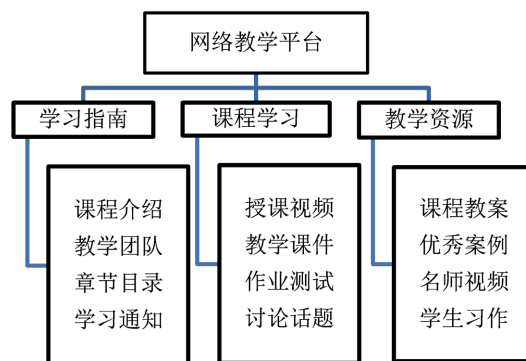 网络教学平台
学习指南
课程学习
教学资源
课程介绍
教学团队
章节目录
学习通知
授课视频
教学课件
作业测试
讨论话题
课程教案
优秀案例
名师视频
学生习作